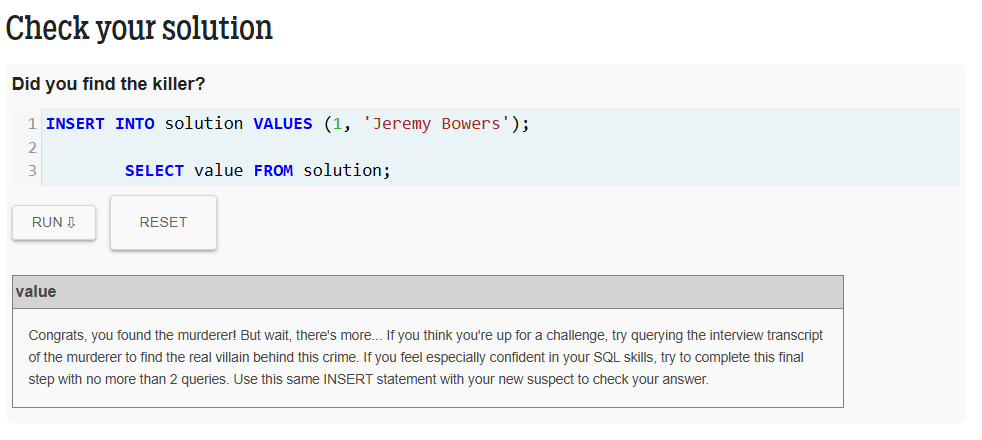 Check your solution
Did you find the killer?
1 INSERT INTO solution VALUES (1, 'Jeremy Bowers');
2
3 SELECT value FROM solution;
RUN ⇩
RESET
value
Congrats, you found the murderer! But wait, there's more... If you think you're up for a challenge, try querying the interview transcript
of the murderer to find the real villain behind this crime. If you feel especially confident in your SQL skills, try to complete this final
step with no more than 2 queries. Use this same INSERT statement with your new suspect to check your answer.